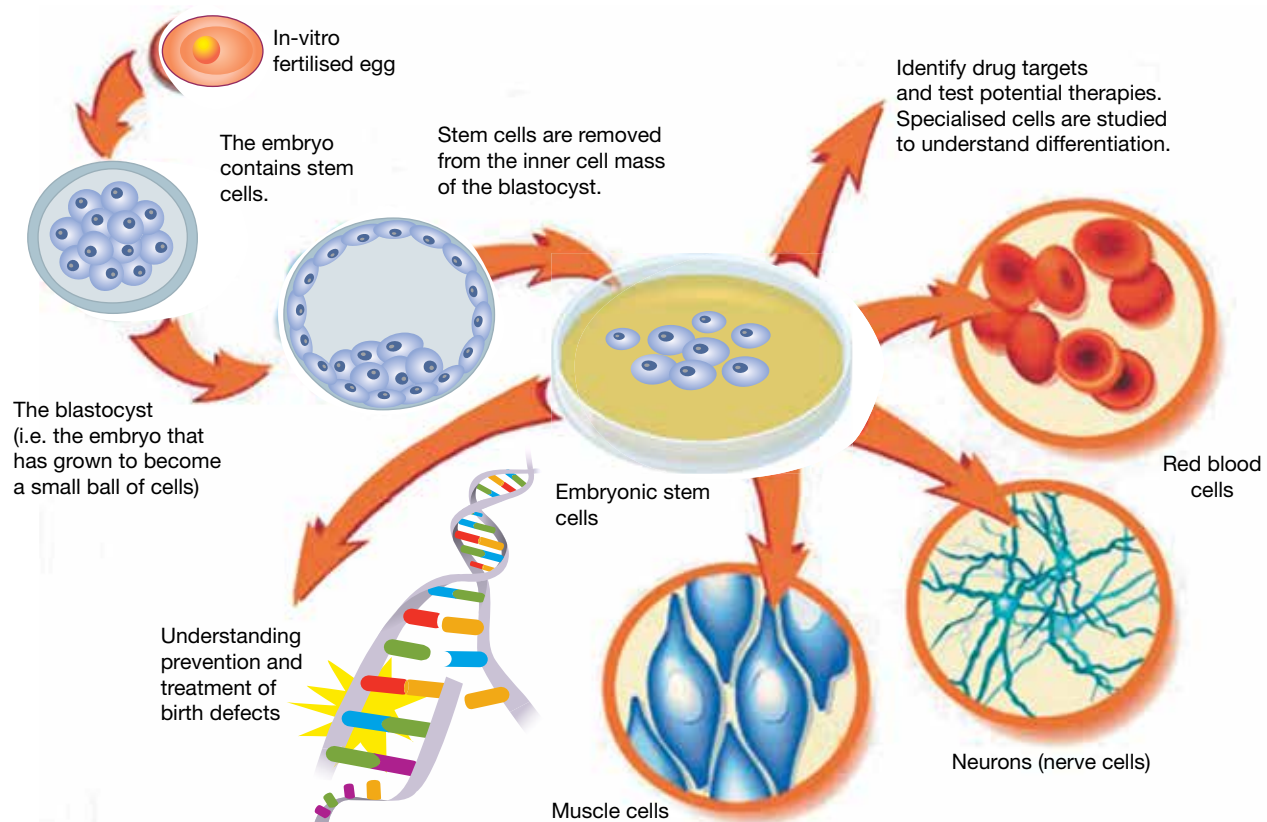 In-vitro
fertilised egg
The embryo
contains stem
cells.
Stem cells are removed
from the inner cell mass
of the blastocyst.
Identify drug targets
and test potential therapies.
Specialised cells are studied
to understand differentiation.
The blastocyst
(i.e. the embryo that
has grown to become
a small ball of cells)
Embryonic stem
cells
Red blood
cells
Understanding
prevention and
treatment of
birth defects
Neurons (nerve cells)
Muscle cells